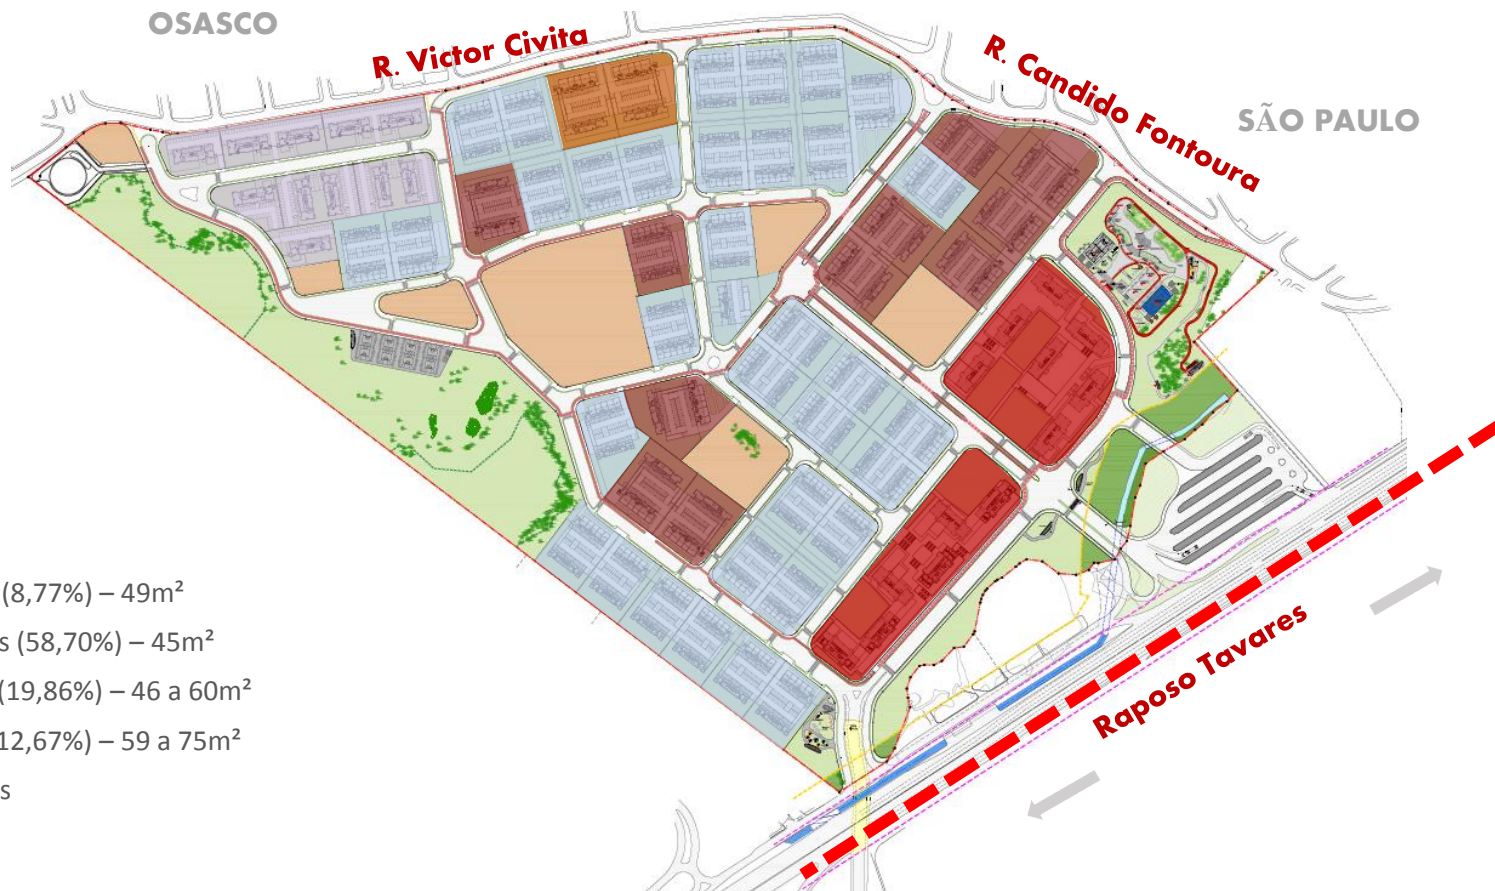 OSASCO
R. Victor Civita
R. Candido Fontoura
SÃO PAULO
(8,77%) – 49m²
s (58,70%) – 45m²
(19,86%) – 46 a 60m²
12,67%) – 59 a 75m²
s
Raposo Tavares